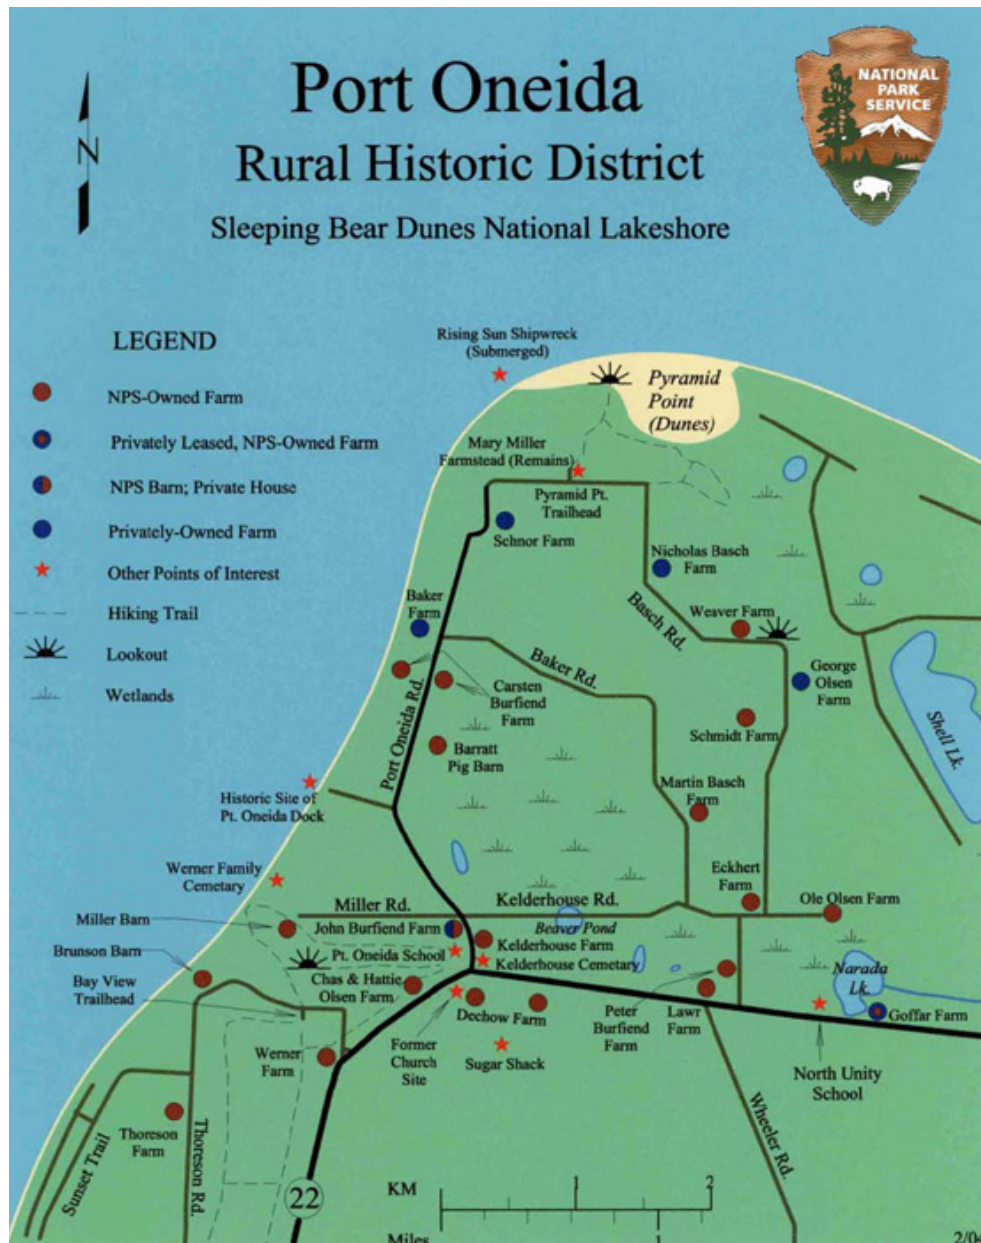 Port Oneida
Rural Historic District
Sleeping Bear Dunes National Lakeshore
N
NATIONAL
PARK
SERVICE
LEGEND
NPS-Owned Farm
Privately Leased, NPS-Owned Farm
NPS Barn; Private House
Privately-Owned Farm
Other Points of Interest
Hiking Trail
Lookout
Wetlands
Rising Sun Shipwreck
(Submerged)
Pyramid
Point
(Dunes)
Mary Miller
Farmstead (Remains)
Pyramid Pt.
Trailhead
Schnor Farm
Nicholas Basch
Farm
Baker
Farm
Basch Rd.
Weaver Farm
Baker Rd.
George
Olsen
Farm
Carsten
Burfiend
Farm
Port Oneida Rd.
Schmidt Farm
Shell Lk.
Barratt
Pig Barn
Historic Site of
Pt. Oneida Dock
Martin Basch
Farm
Werner Family
Cemetary
Eckhert
Farm
Miller Rd.
Kelderhouse Rd.
Ole Olsen Farm
Miller Barn
John Burfiend Farm
Beaver Pond
Kelderhouse Farm
Brunson Barn
Pt. Oneida School
Kelderhouse Cemetary
Narada
Lk.
Bay View
Trailhead
Chas & Hattie
Olsen Farm
Dechow Farm
Peter
Burfiend
Farm
Lawr
Farm
Goffar Farm
Werner
Farm
Former
Church
Site
Sugar Shack
North Unity
School
Thoreson
Farm
Sunset Trail
Thoreson Rd.
Wheeler Rd.
22
KM
1
2
Miles
1